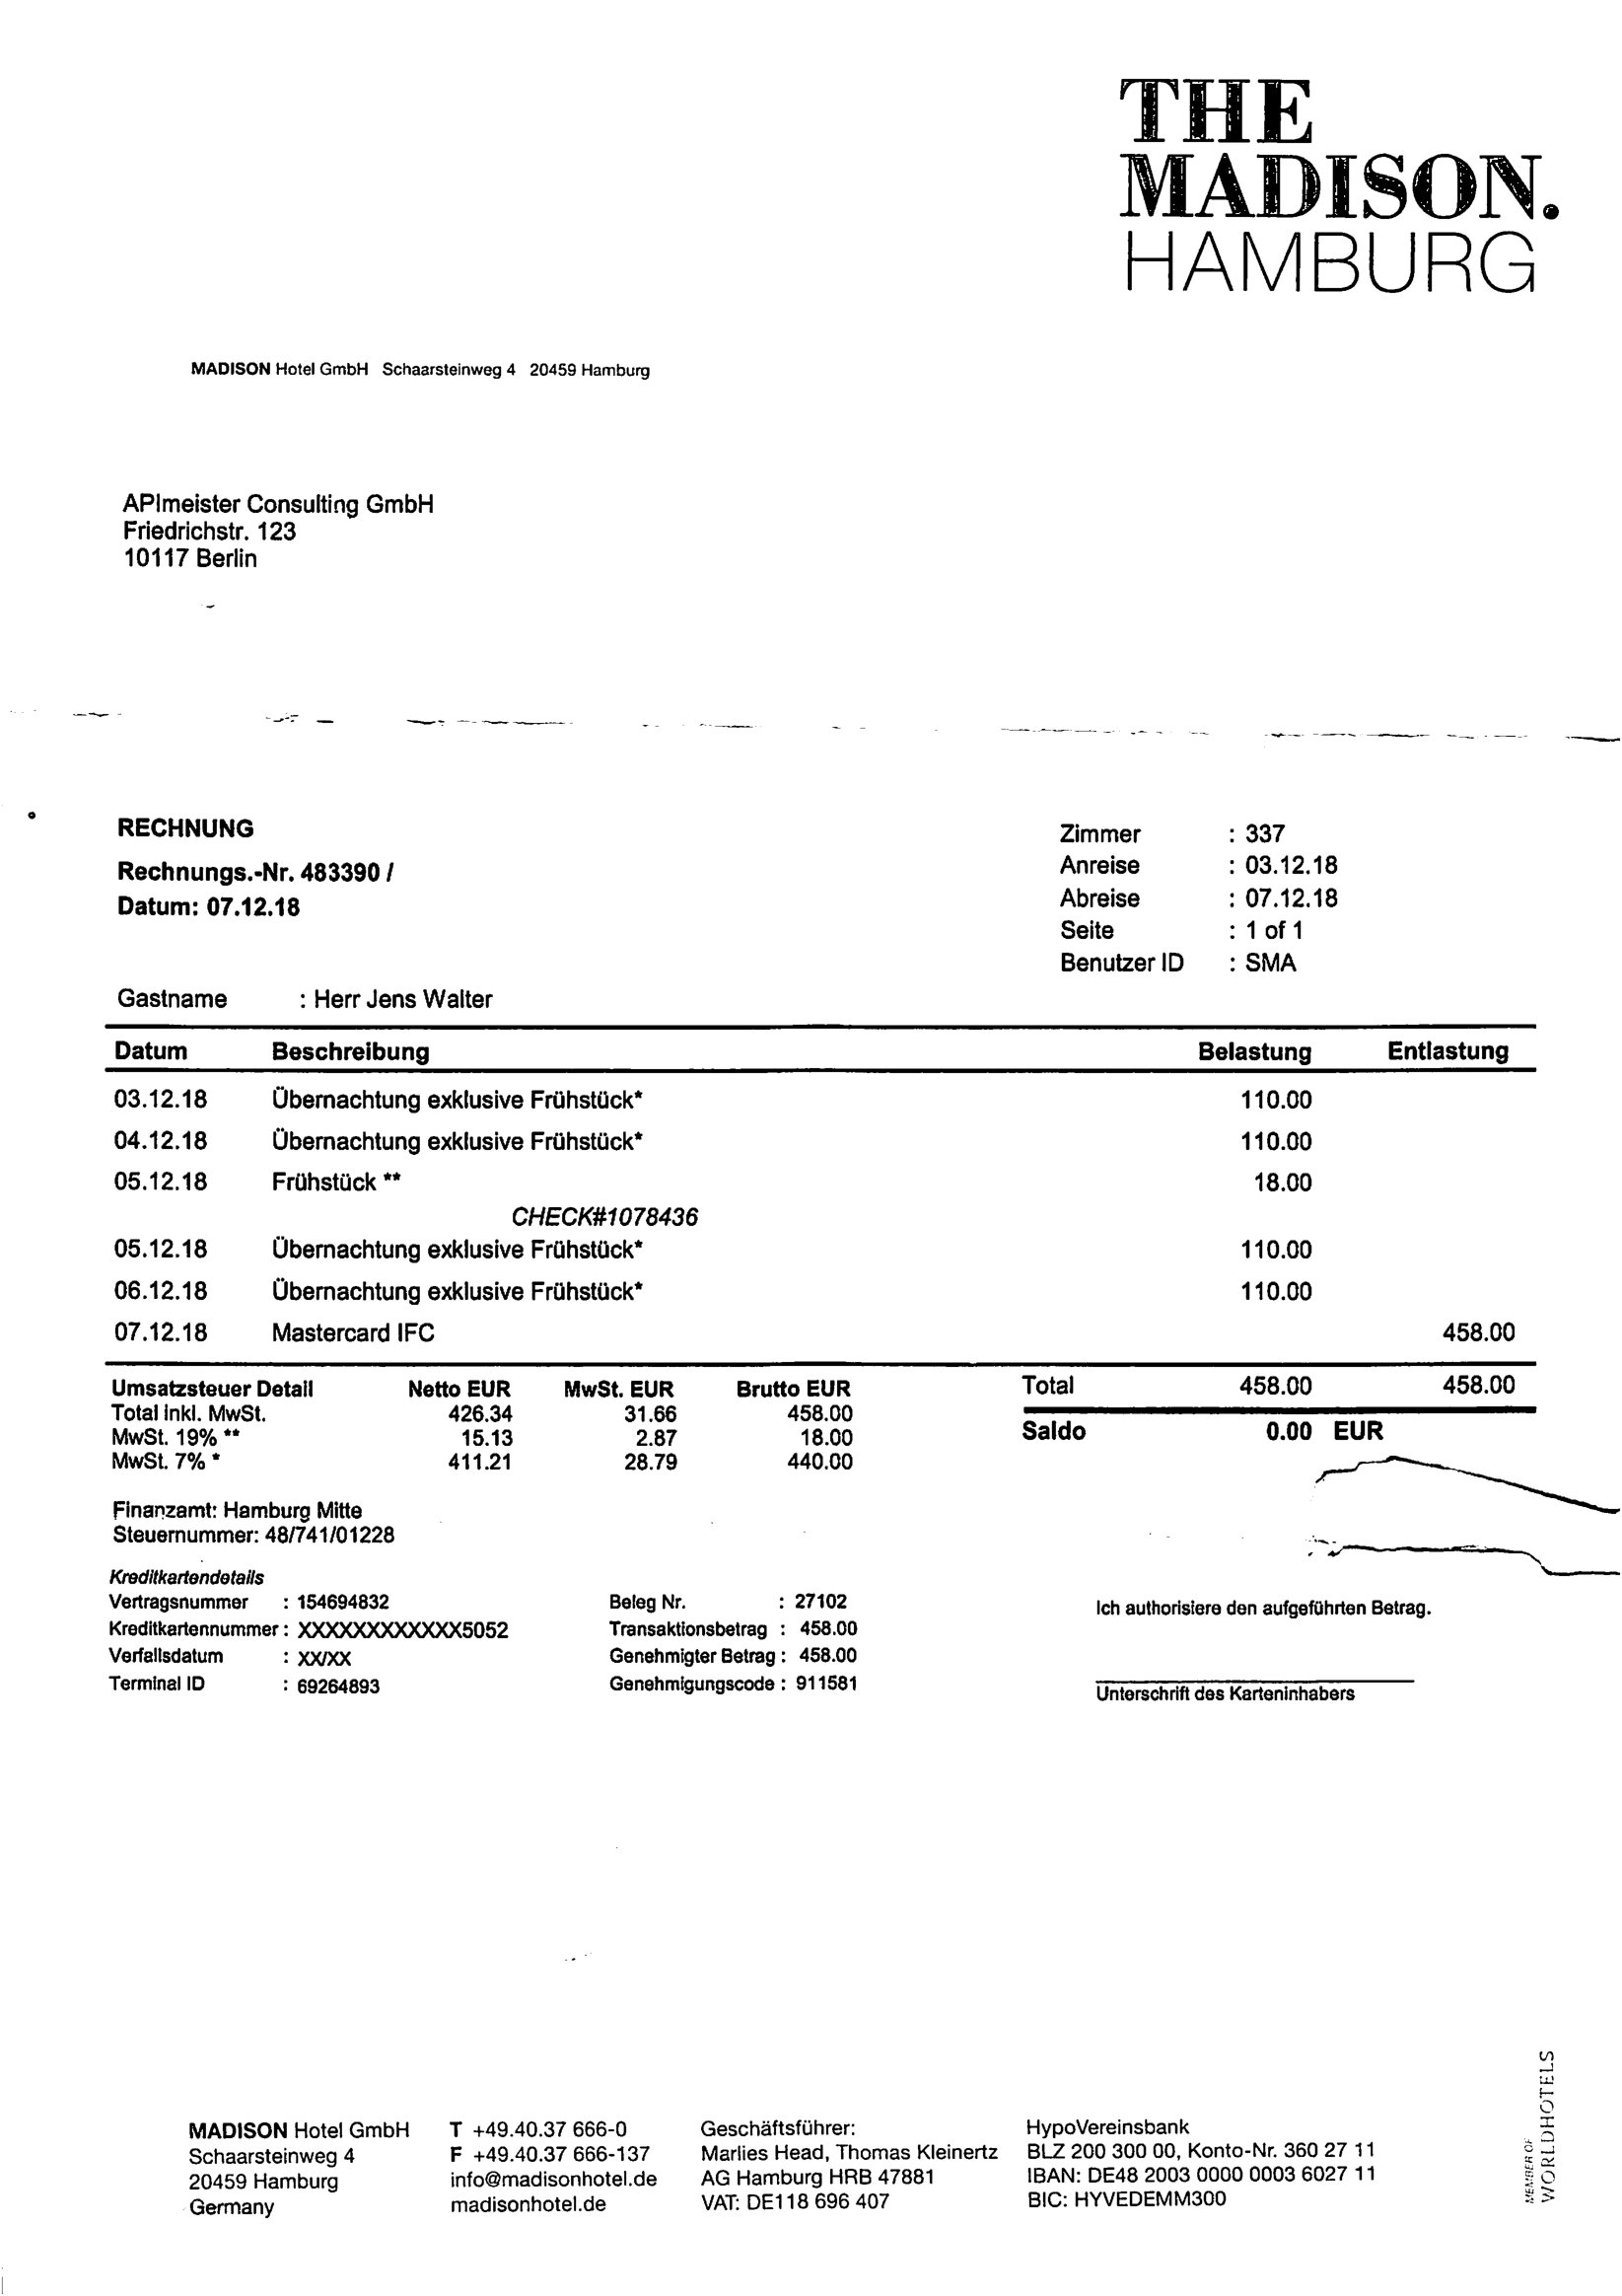 THE
MADISON.
HAMBURG
MADISON Hotel GmbH Schaarsteinweg 4 20459 Hamburg
APImeister Consulting GmbH
Friedrichstr. 123
10117 Berlin
RECHNUNG
Rechnungs.-Nr. 483390 /
Datum: 07.12.18
Zimmer : 337
Anreise : 03.12.18
Abreise : 07.12.18
Seite : 1 of 1
Benutzer ID : SMA
Gastname : Herr Jens Walter
Datum Beschreibung Belastung Entlastung
03.12.18 Übernachtung exklusive Frühstück* 110.00
04.12.18 Übernachtung exklusive Frühstück* 110.00
05.12.18 Frühstück ** 18.00
CHECK#1078436
05.12.18 Übernachtung exklusive Frühstück* 110.00
06.12.18 Übernachtung exklusive Frühstück* 110.00
07.12.18 Mastercard IFC 458.00
Umsatzsteuer Detail Netto EUR MwSt. EUR Brutto EUR
Total inkl. MwSt. 426.34 31.66 458.00
MwSt. 19% ** 15.13 2.87 18.00
MwSt. 7% * 411.21 28.79 440.00
Total 458.00 458.00
Saldo 0.00 EUR
Finanzamt: Hamburg Mitte
Steuernummer: 48/741/01228
Kreditkartendetails
Vertragsnummer : 154694832
Kreditkartennummer : XXXXXXXXXXXX5052
Verfallsdatum : XX/XX
Terminal ID : 69264893
Beleg Nr. : 27102
Transaktionsbetrag : 458.00
Genehmigter Betrag : 458.00
Genehmigungscode : 911581
Ich authorisiere den aufgeführten Betrag.
Unterschrift des Karteninhabers
MADISON Hotel GmbH
Schaarsteinweg 4
20459 Hamburg
Germany
T +49.40.37 666-0
F +49.40.37 666-137
info@madisonhotel.de
madisonhotel.de
Geschäftsführer:
Marlies Head, Thomas Kleinertz
AG Hamburg HRB 47881
VAT: DE118 696 407
HypoVereinsbank
BLZ 200 300 00, Konto-Nr. 360 27 11
IBAN: DE48 2003 0000 0003 6027 11
BIC: HYVEDEMM300
MEMBER OF
WORLDHOTELS